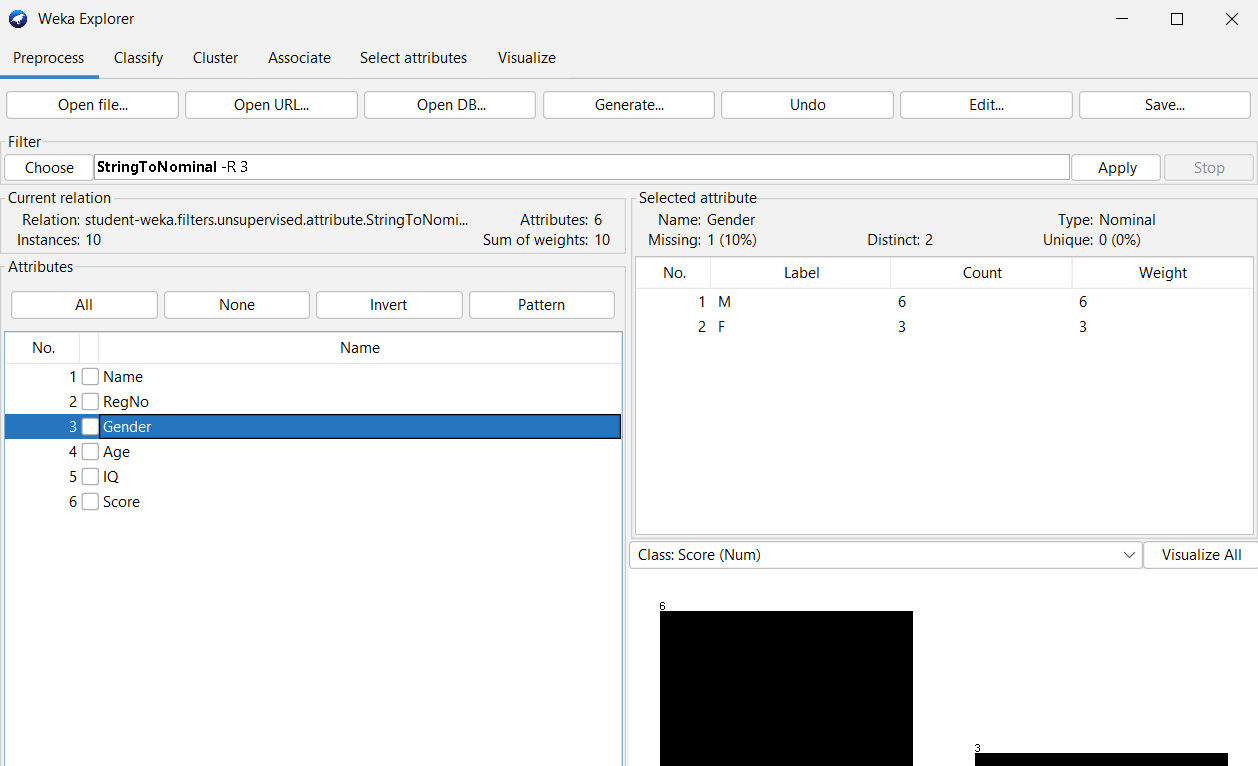 Weka Explorer
Preprocess Classify Cluster Associate Select attributes Visualize
Open file... Open URL... Open DB... Generate... Undo Edit... Save...
Filter
Choose StringToNominal -R 3 Apply Stop
Current relation
Relation: student-weka.filters.unsupervised.attribute.StringToNomi... Attributes: 6
Instances: 10 Sum of weights: 10
Attributes
All None Invert Pattern
No. Name
1 Name
2 RegNo
3 Gender
4 Age
5 IQ
6 Score
Selected attribute
Name: Gender Type: Nominal
Missing: 1 (10%) Distinct: 2 Unique: 0 (0%)
No. Label Count Weight
1 M 6 6
2 F 3 3
Class: Score (Num) Visualize All
6
3